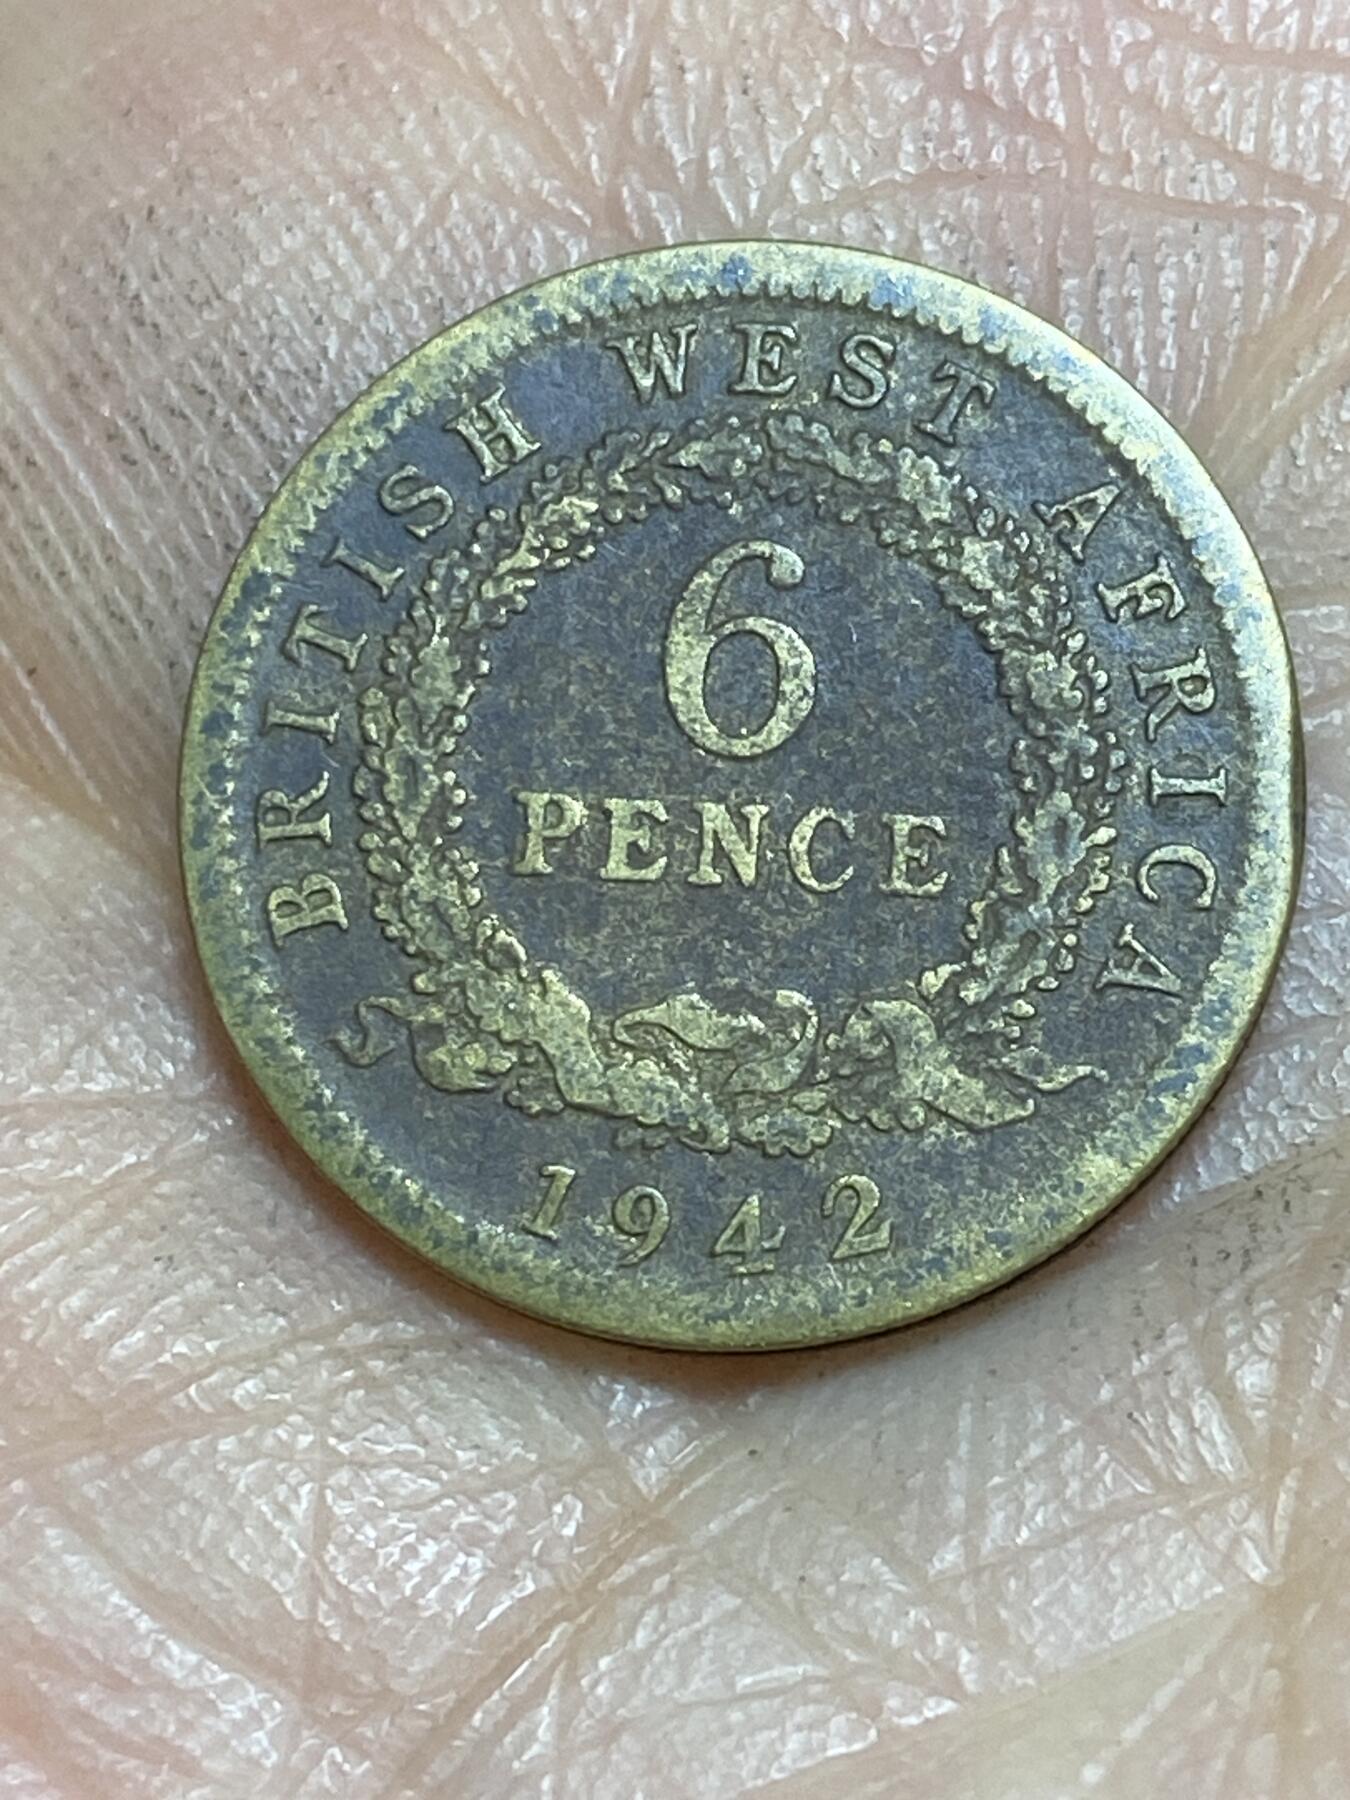 BRITISH WEST AFRICA
6
PENCE
1942